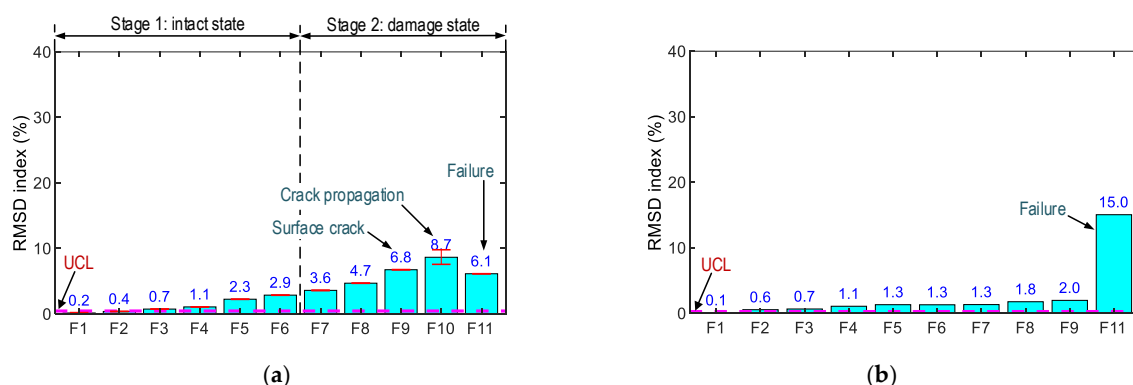 Stage 1: intact state
Stage 2: damage state
RMSD index (%)
40
30
20
10
0
UCL
0.2
0.4
0.7
1.1
2.3
2.9
3.6
4.7
6.8
8.7
6.1
Surface crack
Crack propagation
Failure
F1 F2 F3 F4 F5 F6 F7 F8 F9 F10 F11
(a)
RMSD index (%)
40
30
20
10
0
UCL
0.1
0.6
0.7
1.1
1.3
1.3
1.3
1.8
2.0
15.0
Failure
F1 F2 F3 F4 F5 F6 F7 F8 F9 F11
(b)